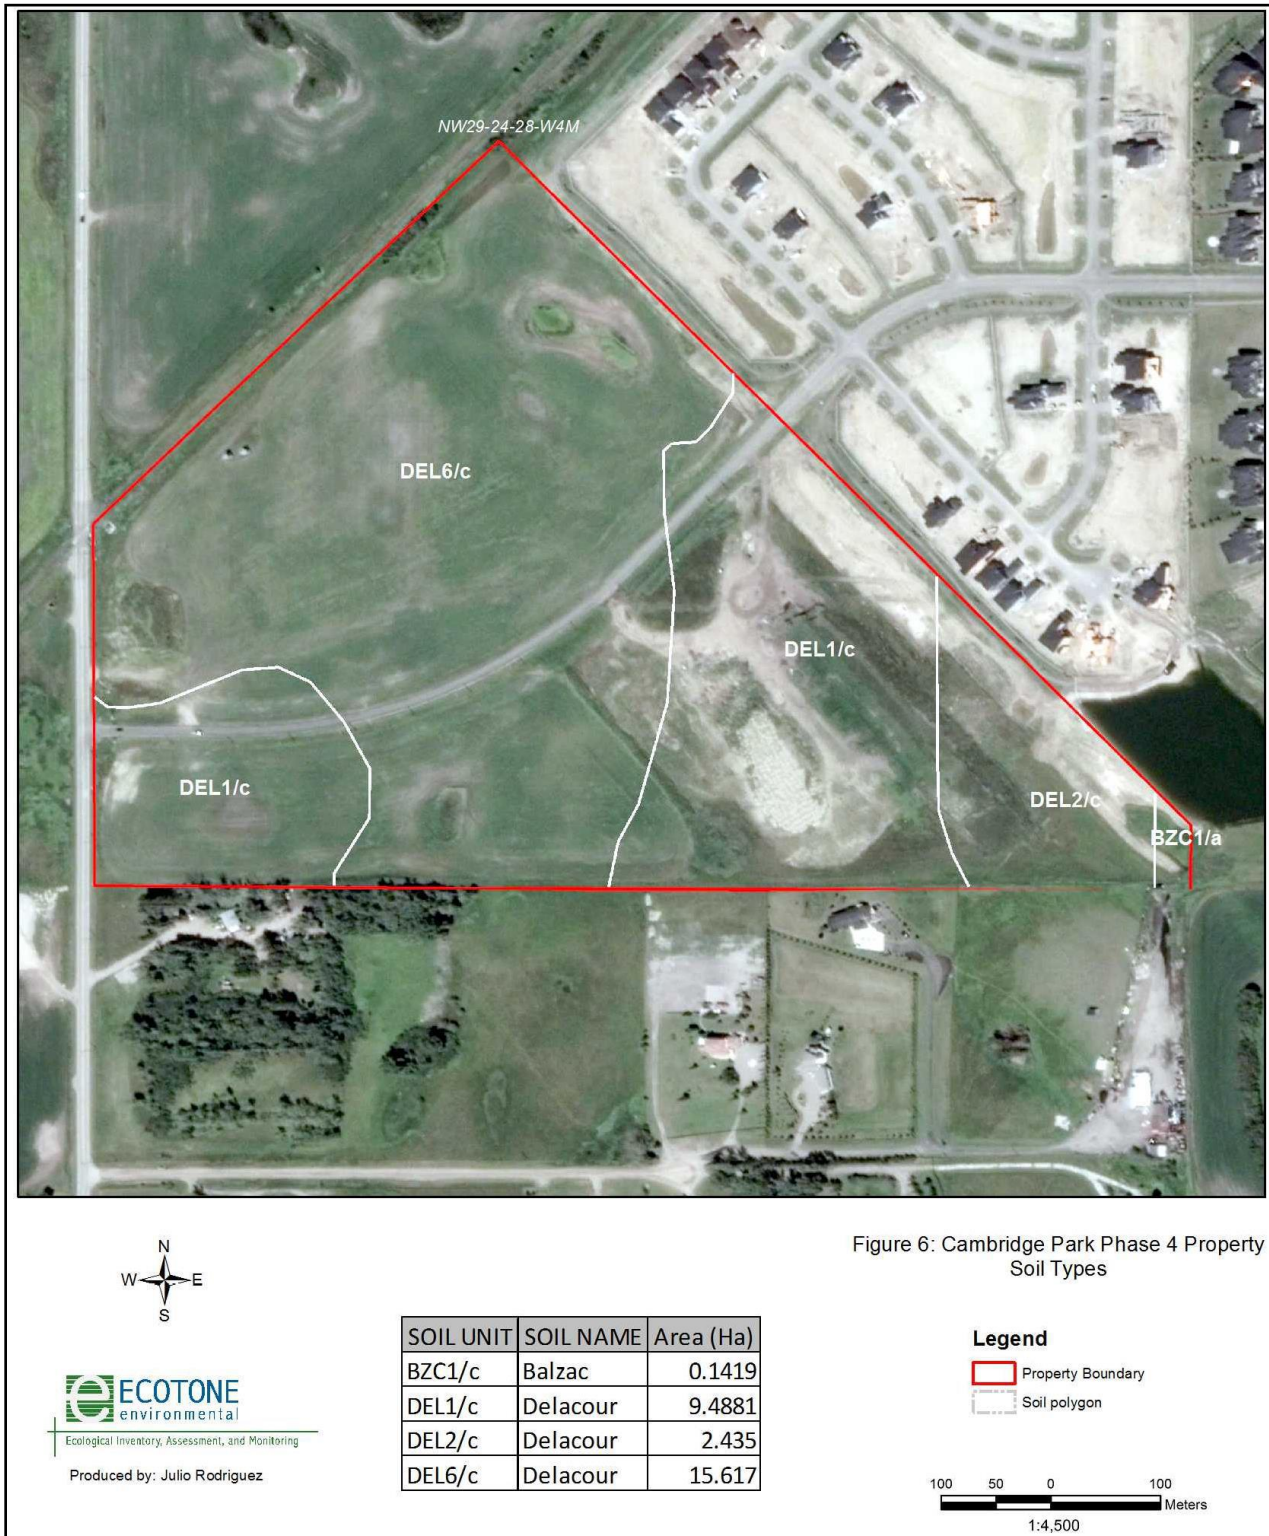 NW29-24-28-W4M
DEL6/c
DEL1/c
DEL1/c
DEL2/c
BZC1/a
N
W E
S
Figure 6: Cambridge Park Phase 4 Property
Soil Types
SOIL UNIT SOIL NAME Area (Ha)
BZC1/c Balzac 0.1419
DEL1/c Delacour 9.4881
DEL2/c Delacour 2.435
DEL6/c Delacour 15.617
Legend
Property Boundary
Soil polygon
e ECOTONE
environmental
Ecological Inventory, Assessment, and Monitoring
Produced by: Julio Rodriguez
100 50 0 100
Meters
1:4,500